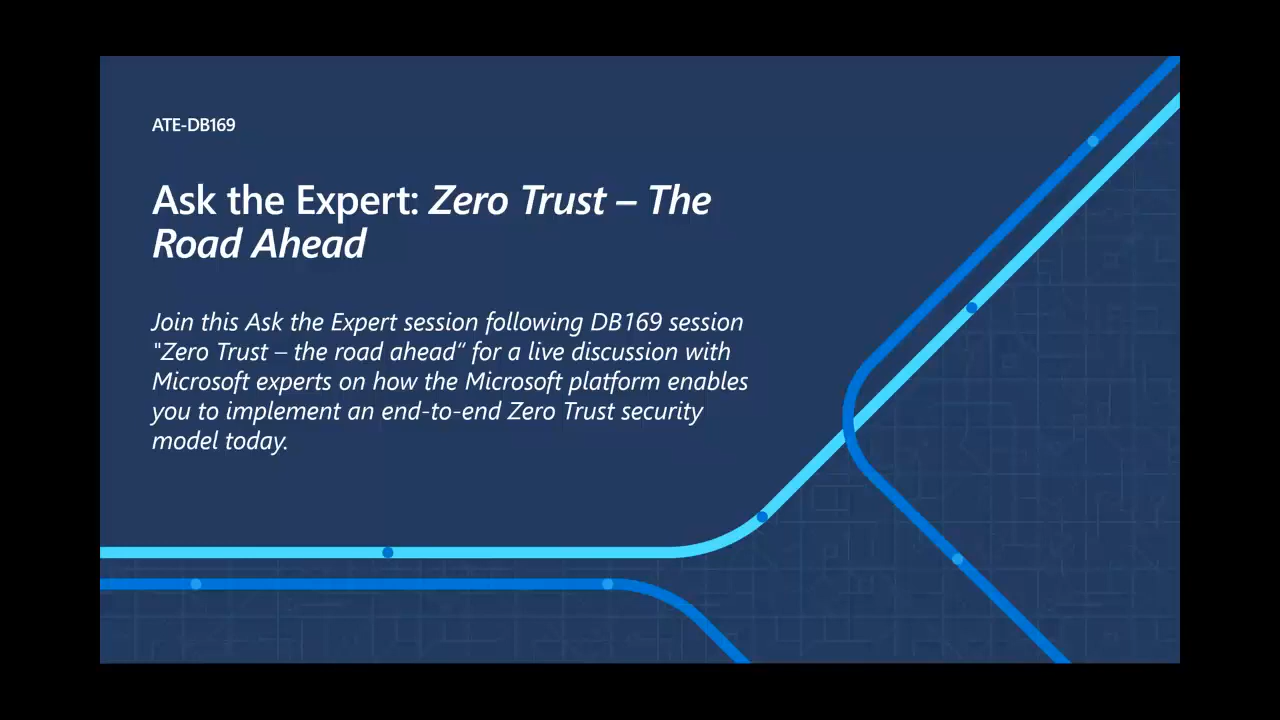 ATE-DB169
Ask the Expert: Zero Trust – The
Road Ahead
Join this Ask the Expert session following DB169 session
"Zero Trust – the road ahead” for a live discussion with
Microsoft experts on how the Microsoft platform enables
you to implement an end-to-end Zero Trust security
model today.